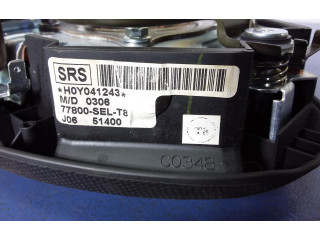 SRS
*H0Y041243*
M/D 0306
77800-SEL-T8
J06 51400
C0348